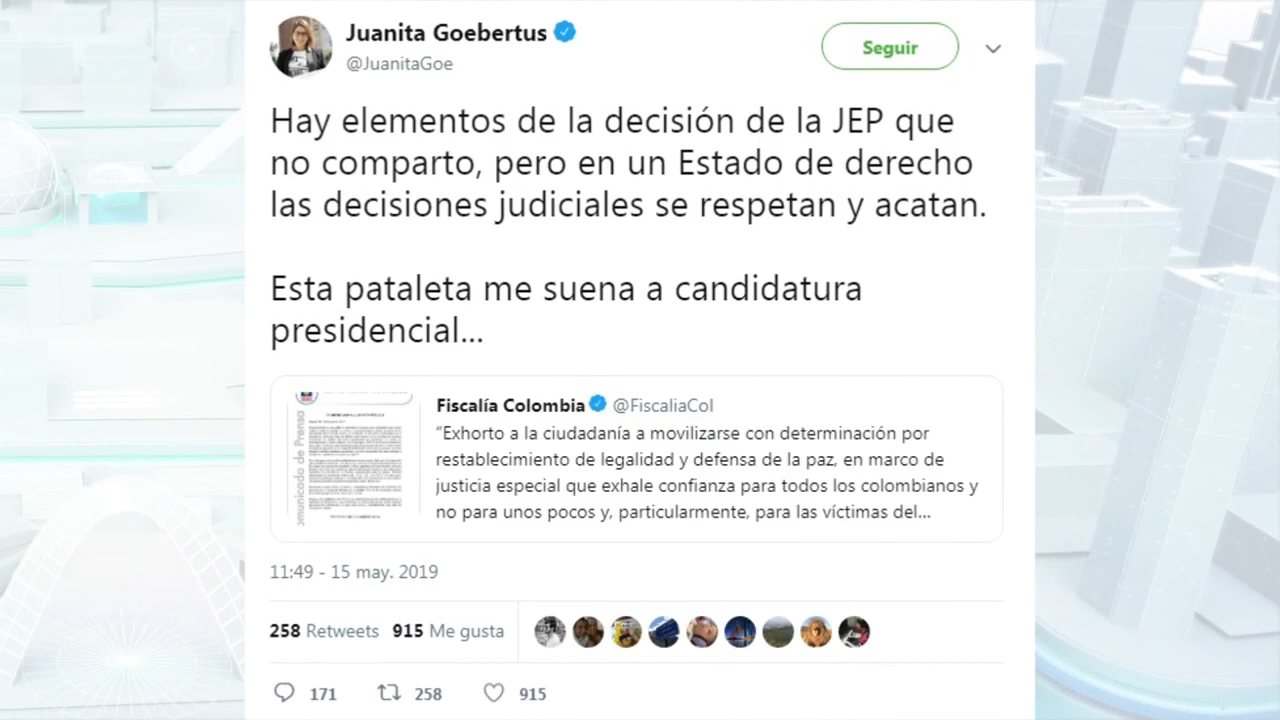 Juanita Goebertus
@JuanitaGoe
Seguir
Hay elementos de la decisión de la JEP que
no comparto, pero en un Estado de derecho
las decisiones judiciales se respetan y acatan.
Esta pataleta me suena a candidatura
presidencial...
Fiscalía Colombia @FiscaliaCol
“Exhorto a la ciudadanía a movilizarse con determinación por
restablecimiento de legalidad y defensa de la paz, en marco de
justicia especial que exhale confianza para todos los colombianos y
no para unos pocos y, particularmente, para las víctimas del...
11:49 - 15 may. 2019
258 Retweets 915 Me gusta
171 258 915